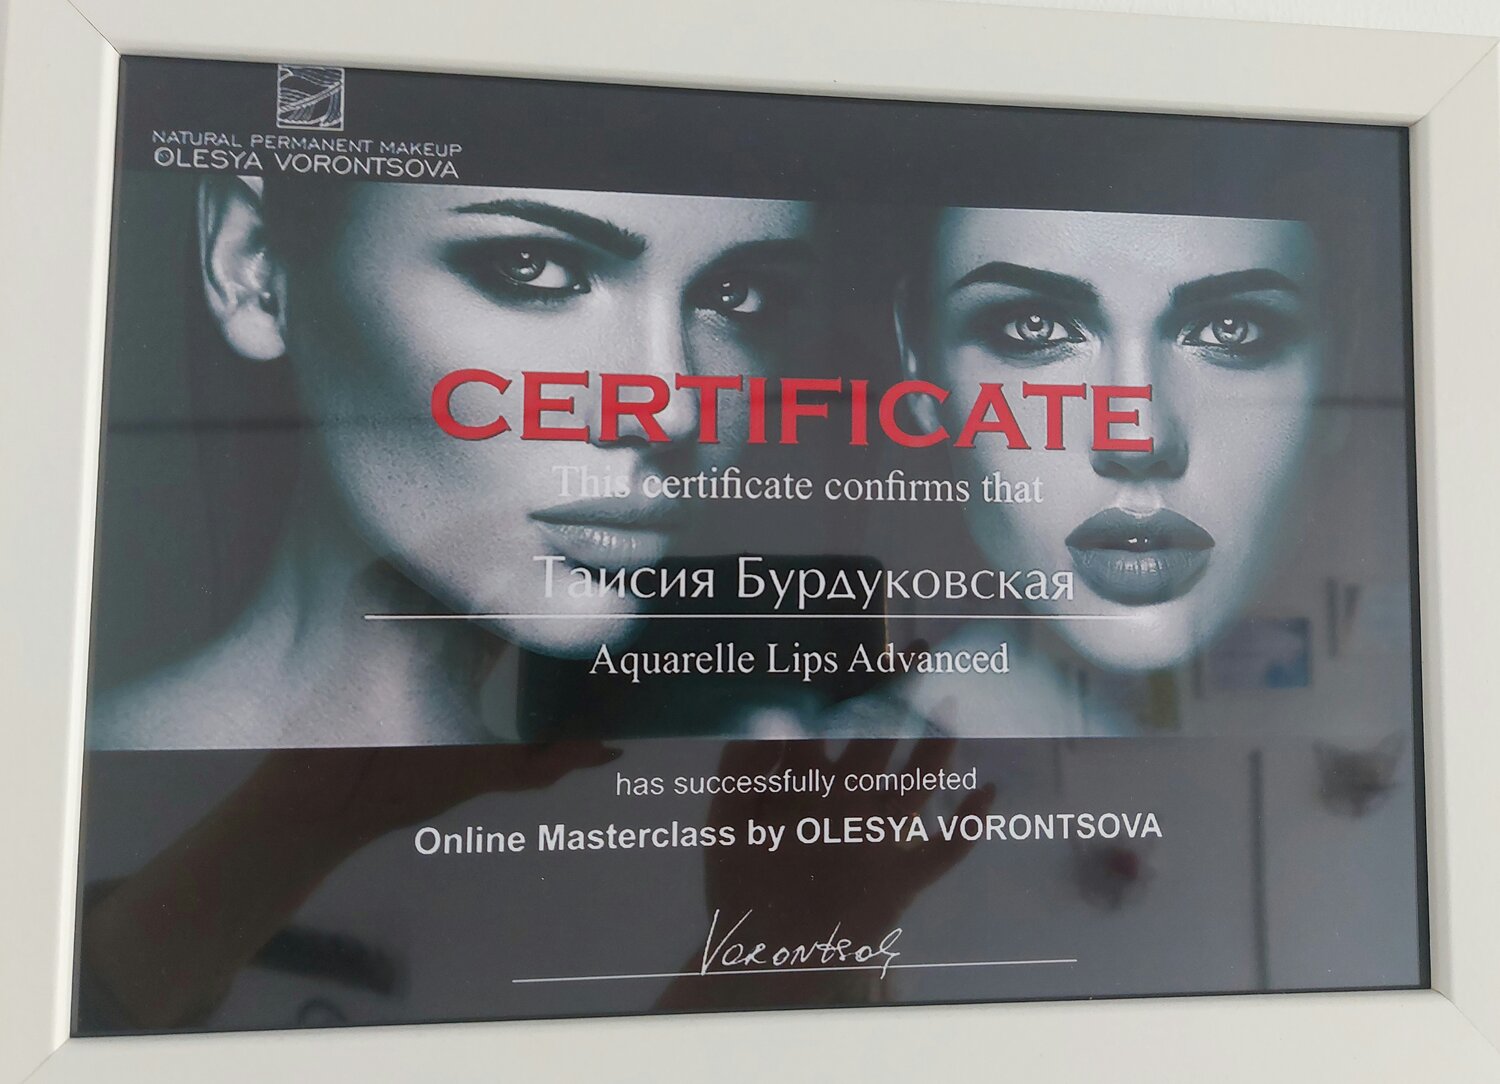 NATURAL PERMANENT MAKEUP
OLESYA VORONTSOVA
CERTIFICATE
This certificate confirms that
Таисия Бурдуковская
Aquarelle Lips Advanced
has successfully completed
Online Masterclass by OLESYA VORONTSOVA
Vorontsov